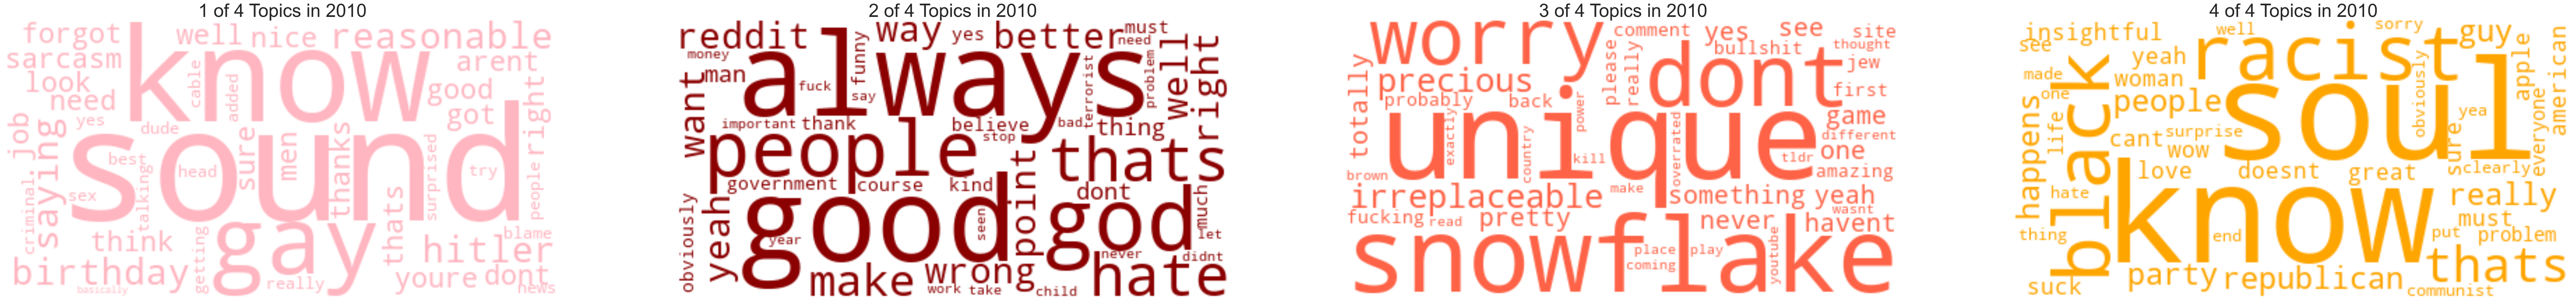 1 of 4 Topics in 2010
forgot
well
nice
reasonable
sarcasm
know
arent
look
cable
added
good
need
got
right
yes
dude
job
saying
sound
best
head
sure
men
thanks
surprised
try
people
talking
sex
criminal
think
gay
thats
hitler
blame
birthday
getting
really
youre
dont
news
basically
2 of 4 Topics in 2010
reddit
way
yes
better
must
need
money
man
always
funny
fuck
say
terrorist
problem
well
right
want
important
thank
believe
bad
thing
stop
people
point
thats
government
course
kind
dont
much
obviously
yeah
good
year
seen
god
let
never
didnt
make
wrong
work
take
child
hate
3 of 4 Topics in 2010
worry
comment
yes
see
site
bullshit
thought
please
really
dont
jew
totally
precious
probably
back
power
first
game
different
unique
exactly
country
kill
overrated
tldr
one
amazing
brown
irreplaceable
make
something
yeah
wasnt
fucking
read
pretty
never
havent
snowflake
place
play
coming
youtube
4 of 4 Topics in 2010
insightful
well
sorry
guy
see
yeah
racist
apple
american
made
woman
one
people
obviously
soul
yea
everyone
life
black
cant
surprise
wow
sure
clearly
happens
love
doesnt
great
hate
know
really
must
thing
end
put
problem
party
republican
thats
suck
communist